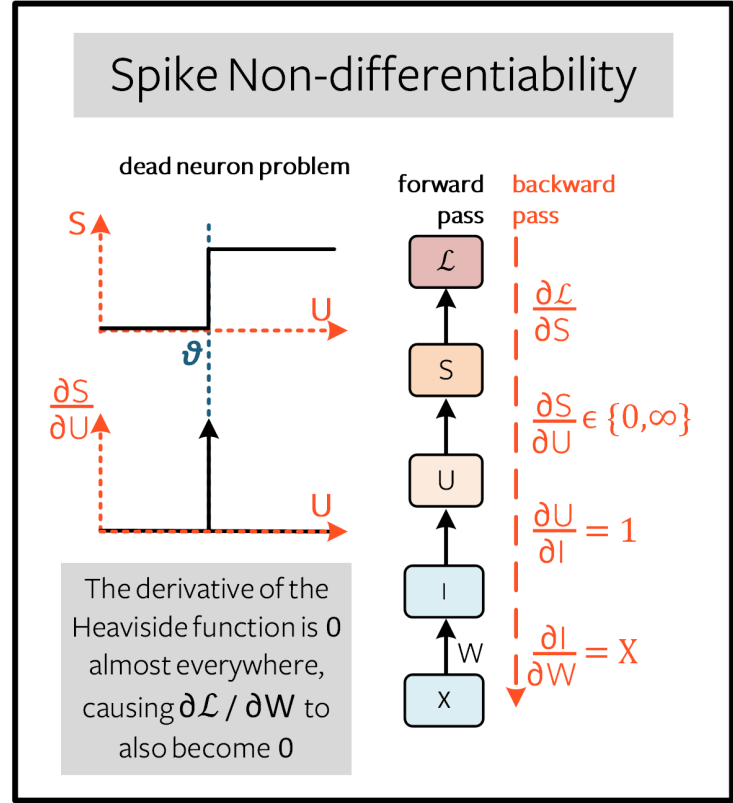 Spike Non-differentiability
dead neuron problem
S
U
ϑ
∂S
∂U
U
The derivative of the
Heaviside function is 0
almost everywhere,
causing ∂ℒ / ∂W to
also become 0
forward
pass
backward
pass
ℒ
S
U
I
W
X
∂ℒ
∂S
∂S
∂U
ϵ {0,∞}
∂U
∂I
= 1
∂I
∂W
= X